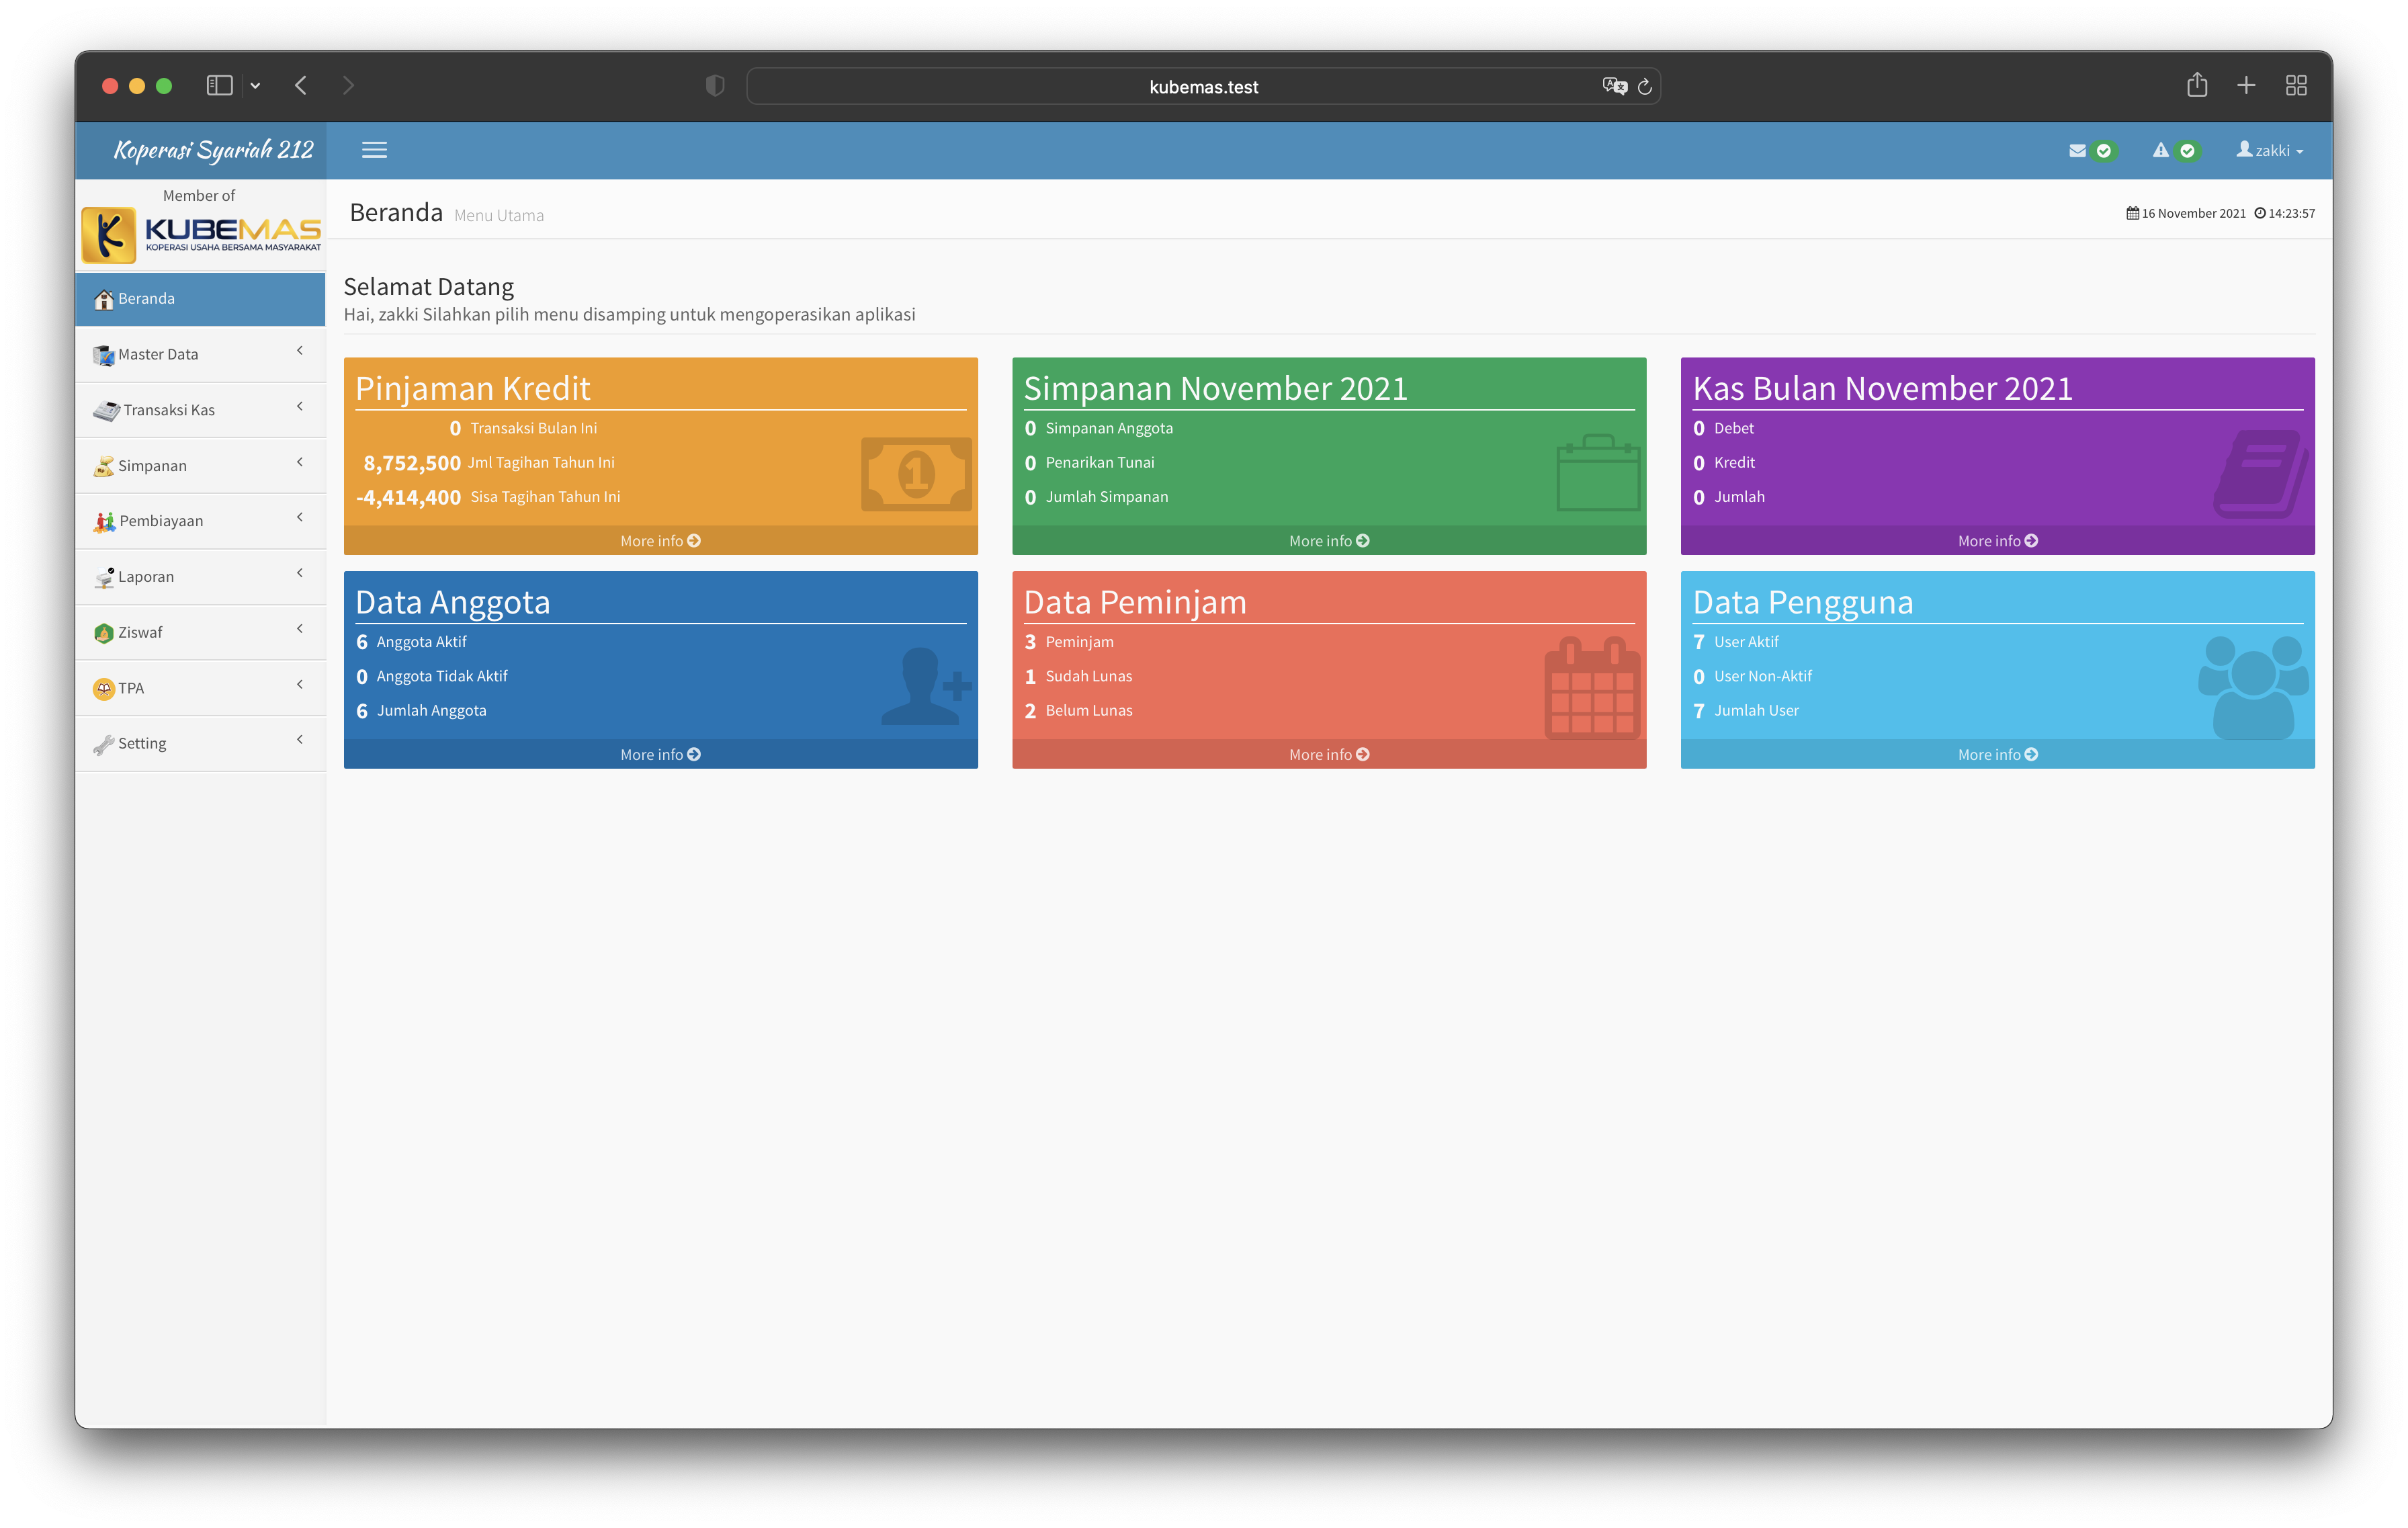 kubemas.test
Koperasi Syariah 212
zakki
Member of
KUBEMAS
KOPERASI USAHA BERSAMA MASYARAKAT
Beranda Menu Utama
16 November 2021 14:23:57
Beranda
Master Data
Transaksi Kas
Simpanan
Pembiayaan
Laporan
Ziswaf
TPA
Setting
Selamat Datang
Hai, zakki Silahkan pilih menu disamping untuk mengoperasikan aplikasi
Pinjaman Kredit
0 Transaksi Bulan Ini
8,752,500 Jml Tagihan Tahun Ini
-4,414,400 Sisa Tagihan Tahun Ini
1
More info
Simpanan November 2021
0 Simpanan Anggota
0 Penarikan Tunai
0 Jumlah Simpanan
More info
Kas Bulan November 2021
0 Debet
0 Kredit
0 Jumlah
More info
Data Anggota
6 Anggota Aktif
0 Anggota Tidak Aktif
6 Jumlah Anggota
More info
Data Peminjam
3 Peminjam
1 Sudah Lunas
2 Belum Lunas
More info
Data Pengguna
7 User Aktif
0 User Non-Aktif
7 Jumlah User
More info